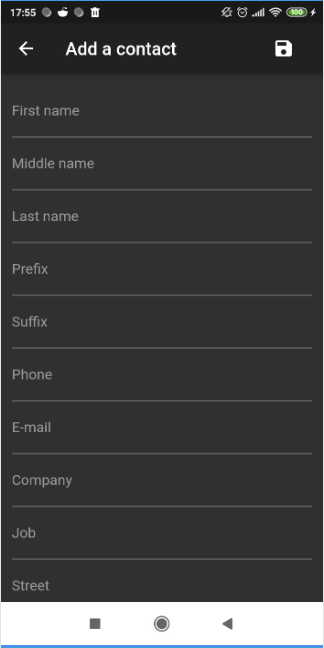 17:55 100
Add a contact
First name
Middle name
Last name
Prefix
Suffix
Phone
E-mail
Company
Job
Street